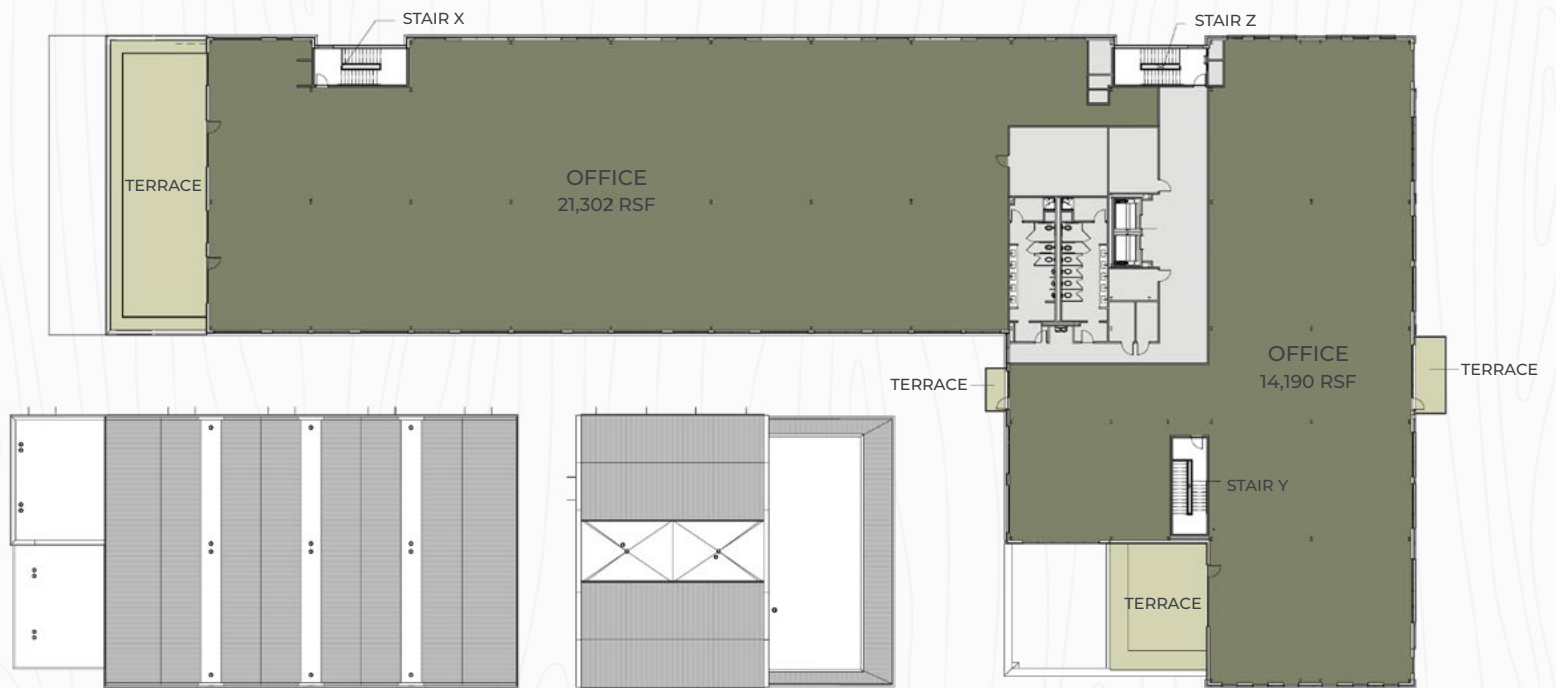 STAIR X
STAIR Z
TERRACE
OFFICE
21,302 RSF
OFFICE
14,190 RSF
TERRACE
TERRACE
STAIR Y
TERRACE